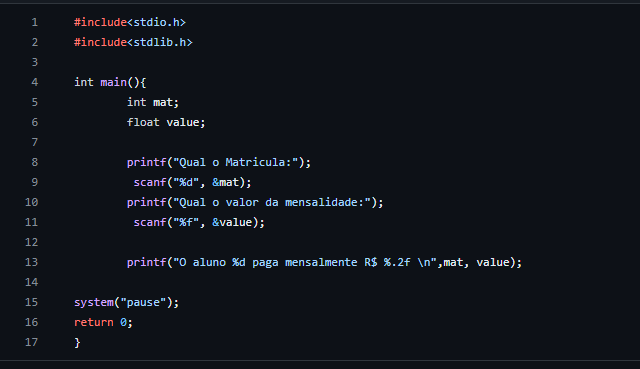 1 #include<stdio.h>
2 #include<stdlib.h>
3
4 int main(){
5 int mat;
6 float value;
7
8 printf("Qual o Matricula:");
9 scanf("%d", &mat);
10 printf("Qual o valor da mensalidade:");
11 scanf("%f", &value);
12
13 printf("O aluno %d paga mensalmente R$ %.2f \n",mat, value);
14
15 system("pause");
16 return 0;
17 }